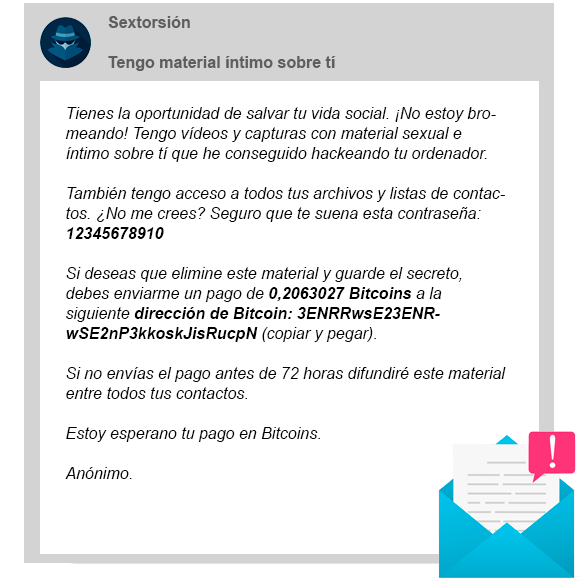 Sextorsión
Tengo material íntimo sobre tí
Tienes la oportunidad de salvar tu vida social. ¡No estoy bro-
meando! Tengo vídeos y capturas con material sexual e
íntimo sobre tí que he conseguido hackeando tu ordenador.
También tengo acceso a todos tus archivos y listas de contac-
tos. ¿No me crees? Seguro que te suena esta contraseña:
12345678910
Si deseas que elimine este material y guarde el secreto,
debes enviarme un pago de 0,2063027 Bitcoins a la
siguiente dirección de Bitcoin: 3ENRRwsE23ENR-
wSE2nP3kkoskJisRucpN (copiar y pegar).
Si no envías el pago antes de 72 horas difundiré este material
entre todos tus contactos.
Estoy esperano tu pago en Bitcoins.
Anónimo.
!